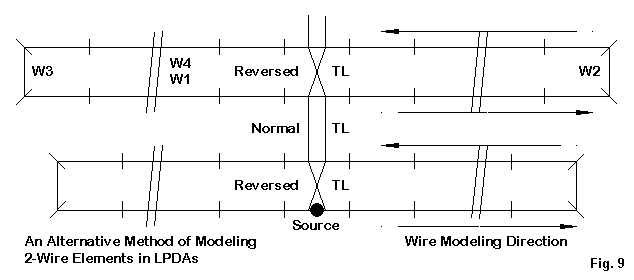 W3
W4
W1
Reversed TL
W2
Normal TL
Reversed TL
Source
An Alternative Method of Modeling
2-Wire Elements in LPDAs
Wire Modeling Direction
Fig. 9